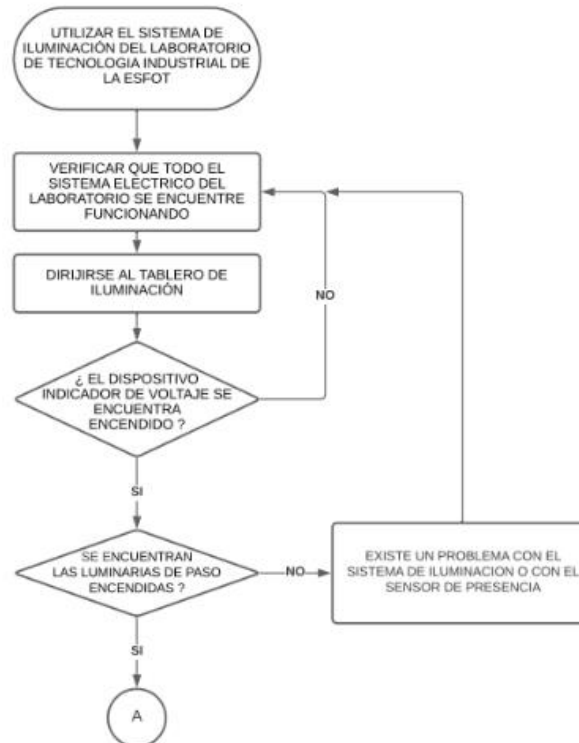 UTILIZAR EL SISTEMA DE
ILUMINACIÓN DEL LABORATORIO
DE TECNOLOGIA INDUSTRIAL DE
LA ESFOT
VERIFICAR QUE TODO EL
SISTEMA ELECTRICO DEL
LABORATORIO SE ENCUENTRE
FUNCIONANDO
DIRIJIRSE AL TABLERO DE
ILUMINACIÓN
NO
¿ EL DISPOSITIVO
INDICADOR DE VOLTAJE SE
ENCUENTRA
ENCENDIDO ?
SI
SE ENCUENTRAN
LAS LUMINARIAS DE PASO
ENCENDIDAS ?
NO
EXISTE UN PROBLEMA CON EL
SISTEMA DE ILUMINACION O CON EL
SENSOR DE PRESENCIA
SI
A